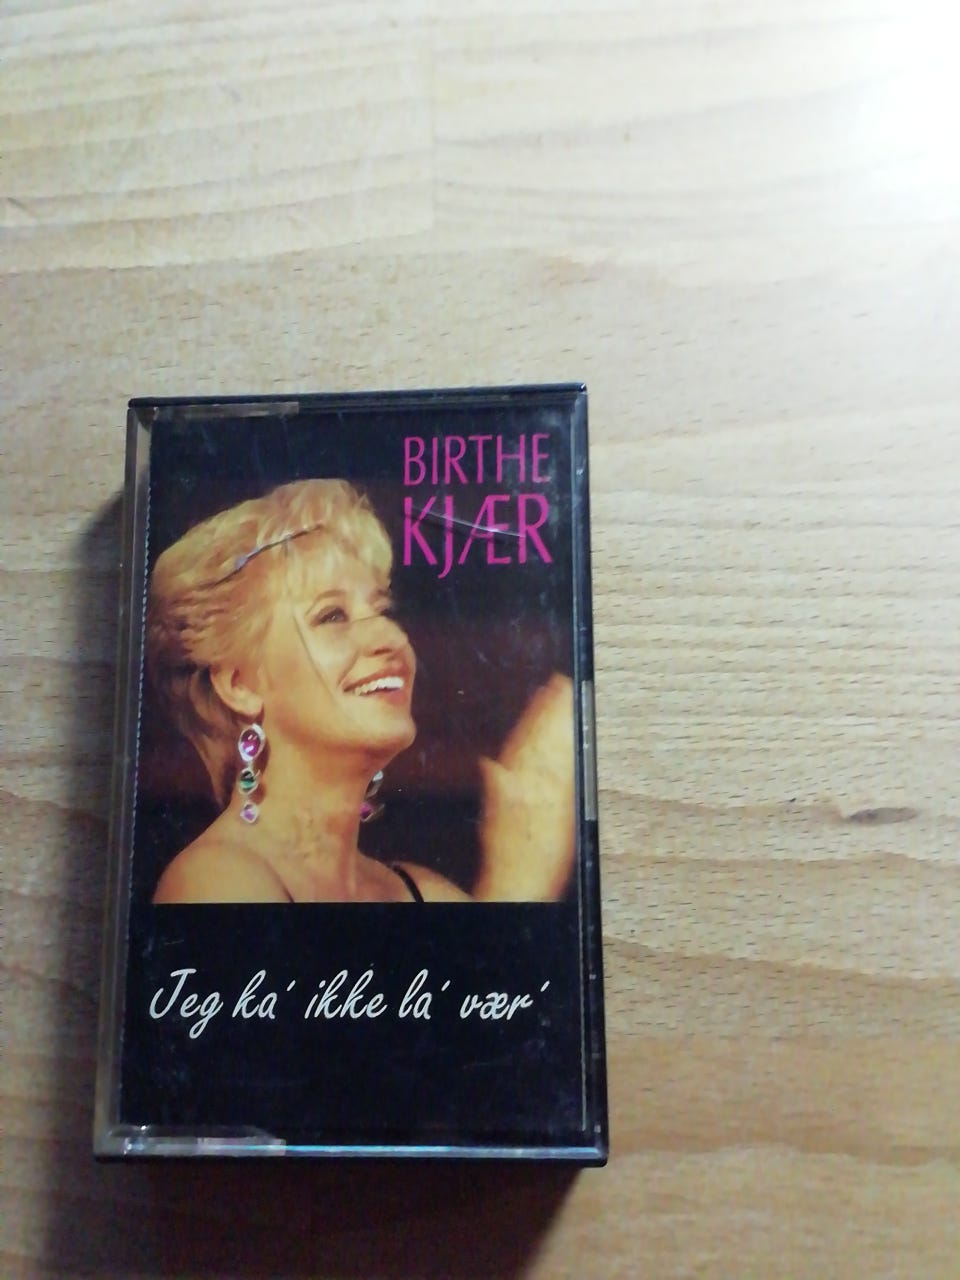 BIRTHE
KJÆR
Jeg ka´ ikke la´ vær´